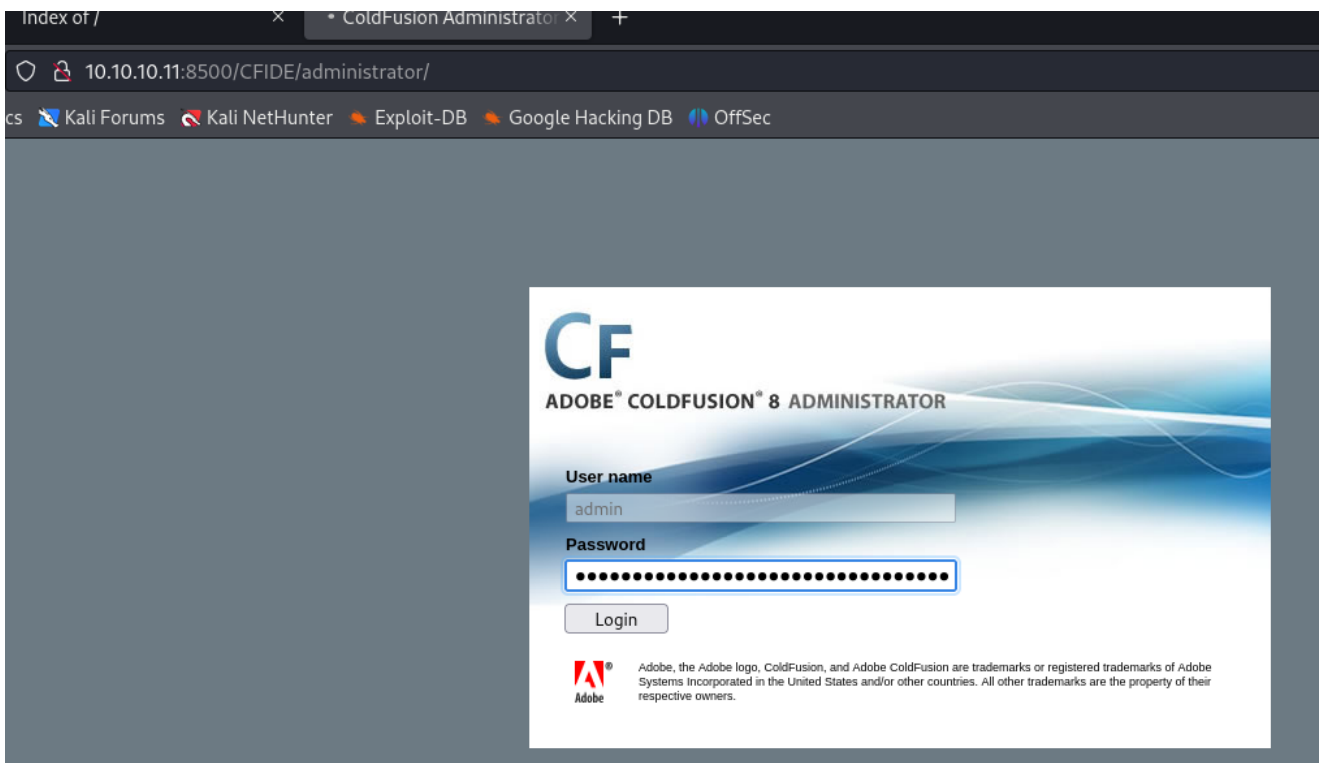 Index of /
• ColdFusion Administrator
10.10.10.11:8500/CFIDE/administrator/
cs Kali Forums Kali NetHunter Exploit-DB Google Hacking DB OffSec
CF
ADOBE® COLDFUSION® 8 ADMINISTRATOR
User name
admin
Password
••••••••••••••••••••••••••••••••••
Login
Adobe, the Adobe logo, ColdFusion, and Adobe ColdFusion are trademarks or registered trademarks of Adobe
Systems Incorporated in the United States and/or other countries. All other trademarks are the property of their
respective owners.
Adobe